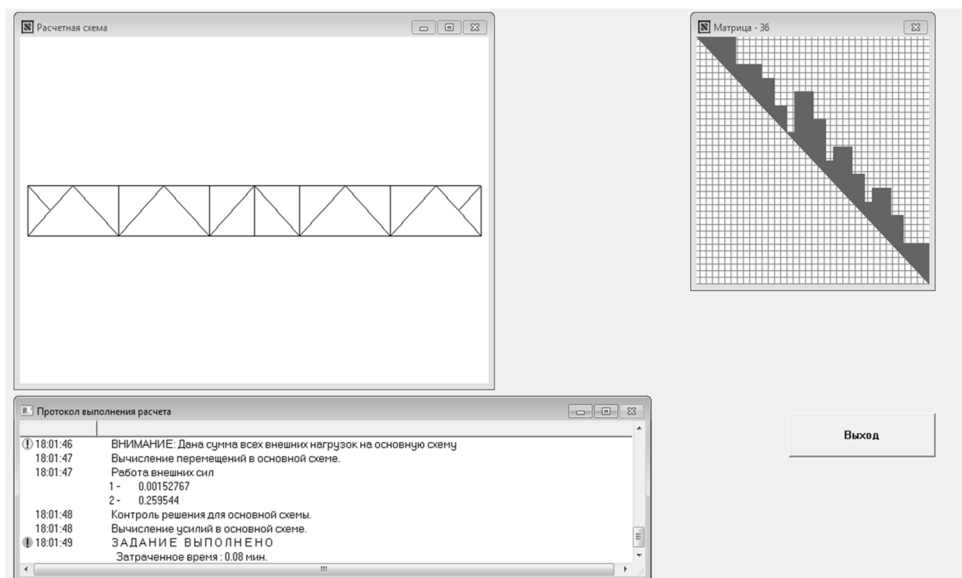 Расчетная схема
Матрица - 36
Протокол выполнения расчета
18:01:46 ВНИМАНИЕ: Дана сумма всех внешних нагрузок на основную схему
18:01:47 Вычисление перемещений в основной схеме.
18:01:47 Работа внешних сил
1 - 0.00152767
2 - 0.259544
18:01:48 Контроль решения для основной схемы.
18:01:48 Вычисление усилий в основной схеме.
18:01:49 З А Д А Н И Е В Ы П О Л Н Е Н О
Затраченное время : 0.08 мин.
Выход